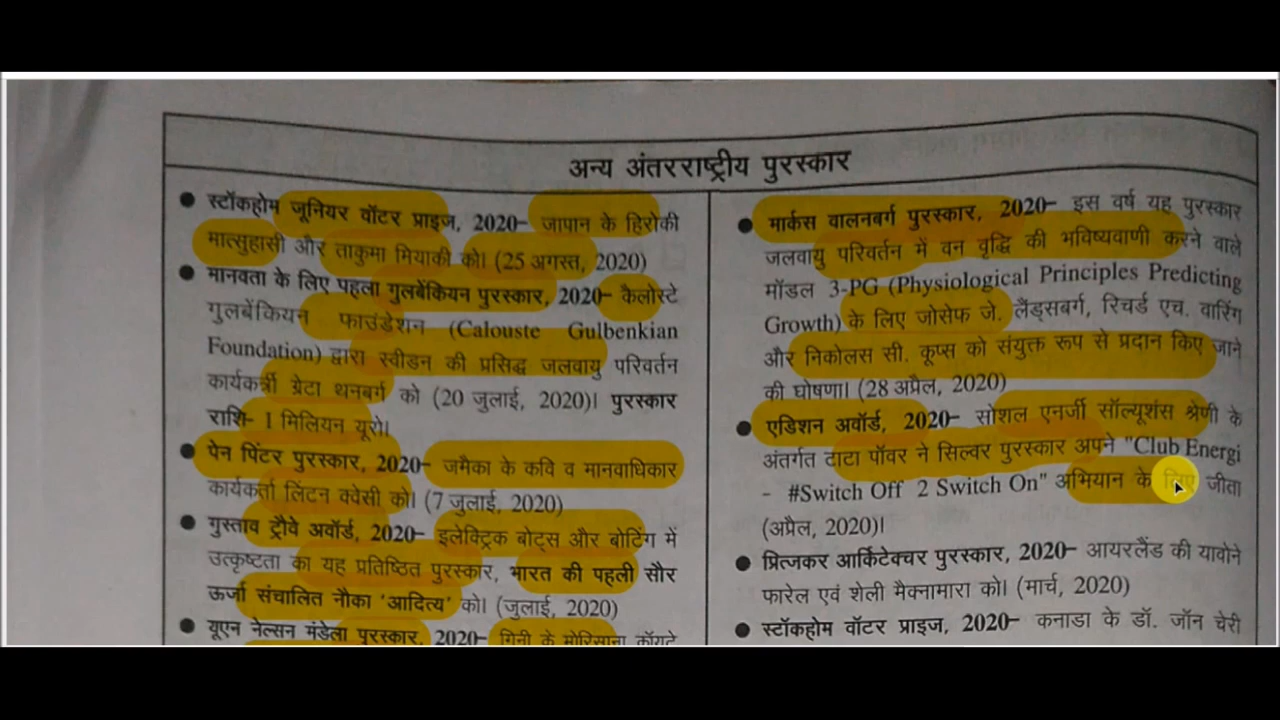 अन्य अंतरराष्ट्रीय पुरस्कार
● स्टॉकहोम जूनियर वॉटर प्राइज, 2020– जापान के हिरोकी
मात्सुहासी और ताकुमा मियाकी को। (25 अगस्त, 2020)
● मानवता के लिए पहला गुलबेंकियन पुरस्कार, 2020– कैलोस्टे
गुलबेंकियन फाउंडेशन (Calouste Gulbenkian
Foundation) द्वारा स्वीडन की प्रसिद्ध जलवायु परिवर्तन
कार्यकर्त्री ग्रेटा थनबर्ग को (20 जुलाई, 2020)। पुरस्कार
राशि– 1 मिलियन यूरो।
● पेन पिंटर पुरस्कार, 2020– जमैका के कवि व मानवाधिकार
कार्यकर्ता लिंटन क्वेसी को। (7 जुलाई, 2020)
● गुस्ताव ट्रौवे अवॉर्ड, 2020– इलेक्ट्रिक बोट्स और बोटिंग में
उत्कृष्टता का यह प्रतिष्ठित पुरस्कार, भारत की पहली सौर
ऊर्जा संचालित नौका 'आदित्य' को। (जुलाई, 2020)
● यूएन नेल्सन मंडेला पुरस्कार, 2020– गिनी के मोरिसाना कॉयटे
● मार्कस वालनबर्ग पुरस्कार, 2020– इस वर्ष यह पुरस्कार
जलवायु परिवर्तन में वन वृद्धि की भविष्यवाणी करने वाले
मॉडल 3-PG (Physiological Principles Predicting
Growth) के लिए जोसेफ जे. लैंड्सबर्ग, रिचर्ड एच. वारिंग
और निकोलस सी. कूप्स को संयुक्त रूप से प्रदान किए जाने
की घोषणा। (28 अप्रैल, 2020)
● एडिशन अवॉर्ड, 2020– सोशल एनर्जी सॉल्यूशंस श्रेणी के
अंतर्गत टाटा पॉवर ने सिल्वर पुरस्कार अपने "Club Energi
- #Switch Off 2 Switch On" अभियान के लिए जीता
(अप्रैल, 2020)।
● प्रित्जकर आर्किटेक्चर पुरस्कार, 2020– आयरलैंड की यावोने
फारेल एवं शेली मैक्नामारा को। (मार्च, 2020)
● स्टॉकहोम वॉटर प्राइज, 2020– कनाडा के डॉ. जॉन चेरी